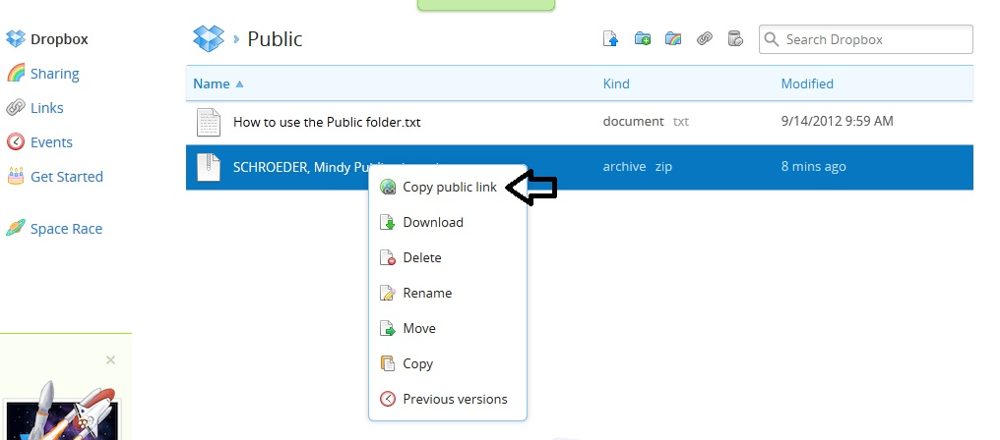 Dropbox
Sharing
Links
Events
Get Started
Space Race
Public
Search Dropbox
Name Kind Modified
How to use the Public folder.txt document txt 9/14/2012 9:59 AM
SCHROEDER, Mindy archive zip 8 mins ago
Copy public link
Download
Delete
Rename
Move
Copy
Previous versions